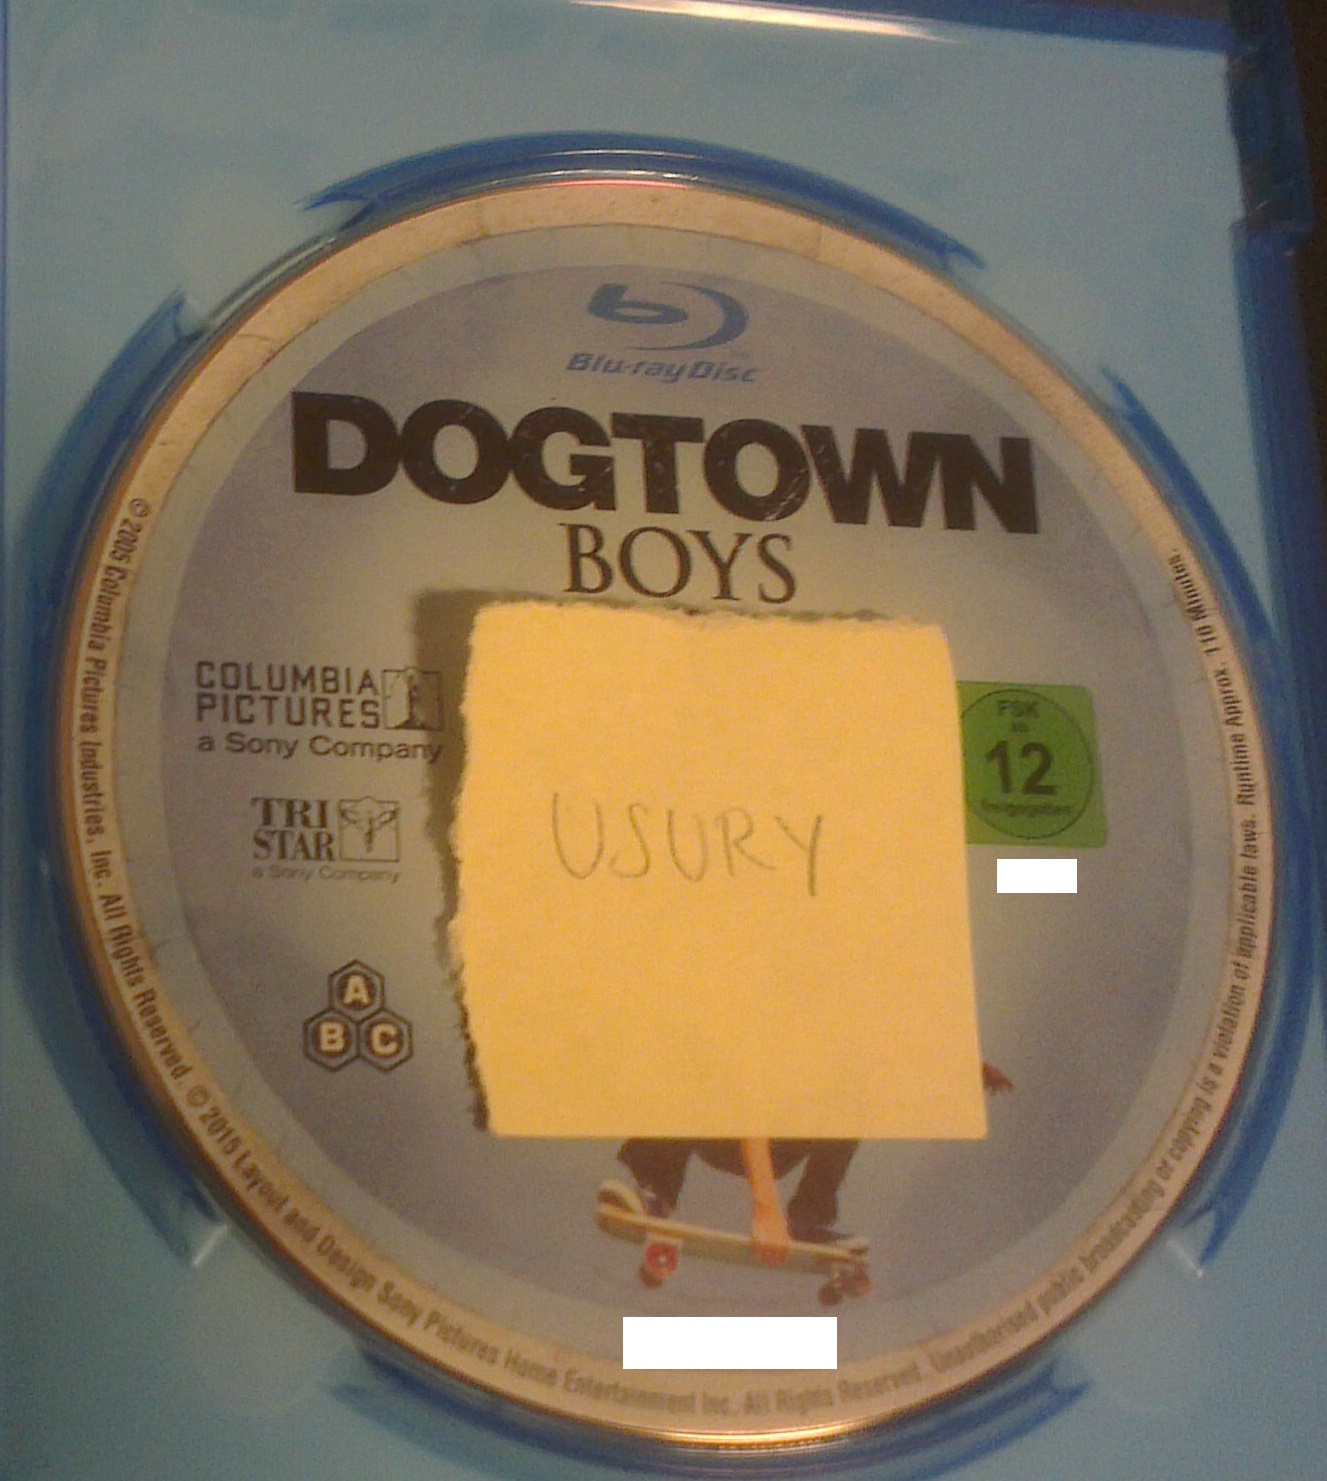 Blu-ray Disc
DOGTOWN
BOYS
COLUMBIA
PICTURES
a Sony Company
TRI
STAR
a Sony Company
FSK
ab
12
freigegeben
USURY
A
B C
© 2005 Columbia Pictures Industries, Inc. All Rights Reserved. © 2015 Layout and Design Sony Pictures Home Entertainment Inc. All Rights Reserved. Unauthorised public broadcasting or copying is a violation of applicable laws. Runtime Approx. 110 Minutes.